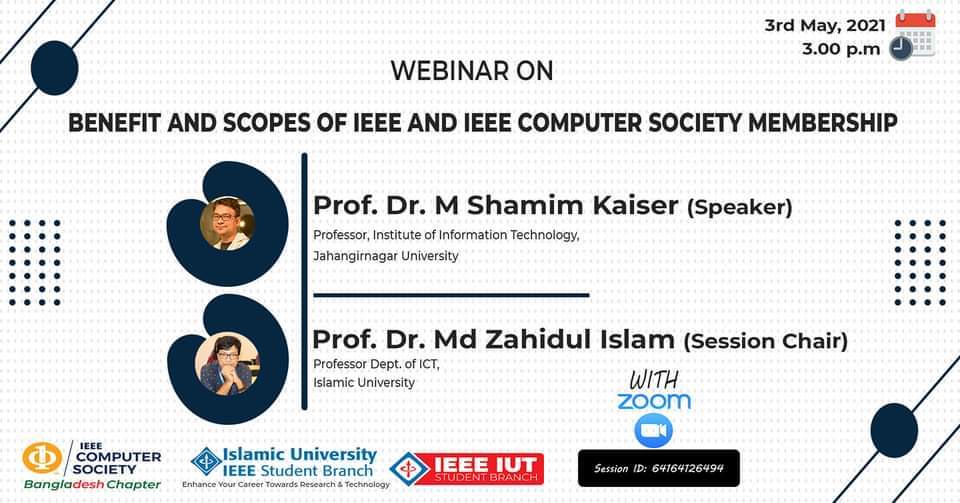 3rd May, 2021
3.00 p.m
WEBINAR ON
BENEFIT AND SCOPES OF IEEE AND IEEE COMPUTER SOCIETY MEMBERSHIP
Prof. Dr. M Shamim Kaiser (Speaker)
Professor, Institute of Information Technology,
Jahangirnagar University
Prof. Dr. Md Zahidul Islam (Session Chair)
Professor Dept. of ICT,
Islamic University
WITH
zoom
IEEE
COMPUTER
SOCIETY
Bangladesh Chapter
Islamic University
IEEE Student Branch
Enhance Your Career Towards Research & Technology
IEEE IUT
STUDENT BRANCH
Session ID: 64164126494